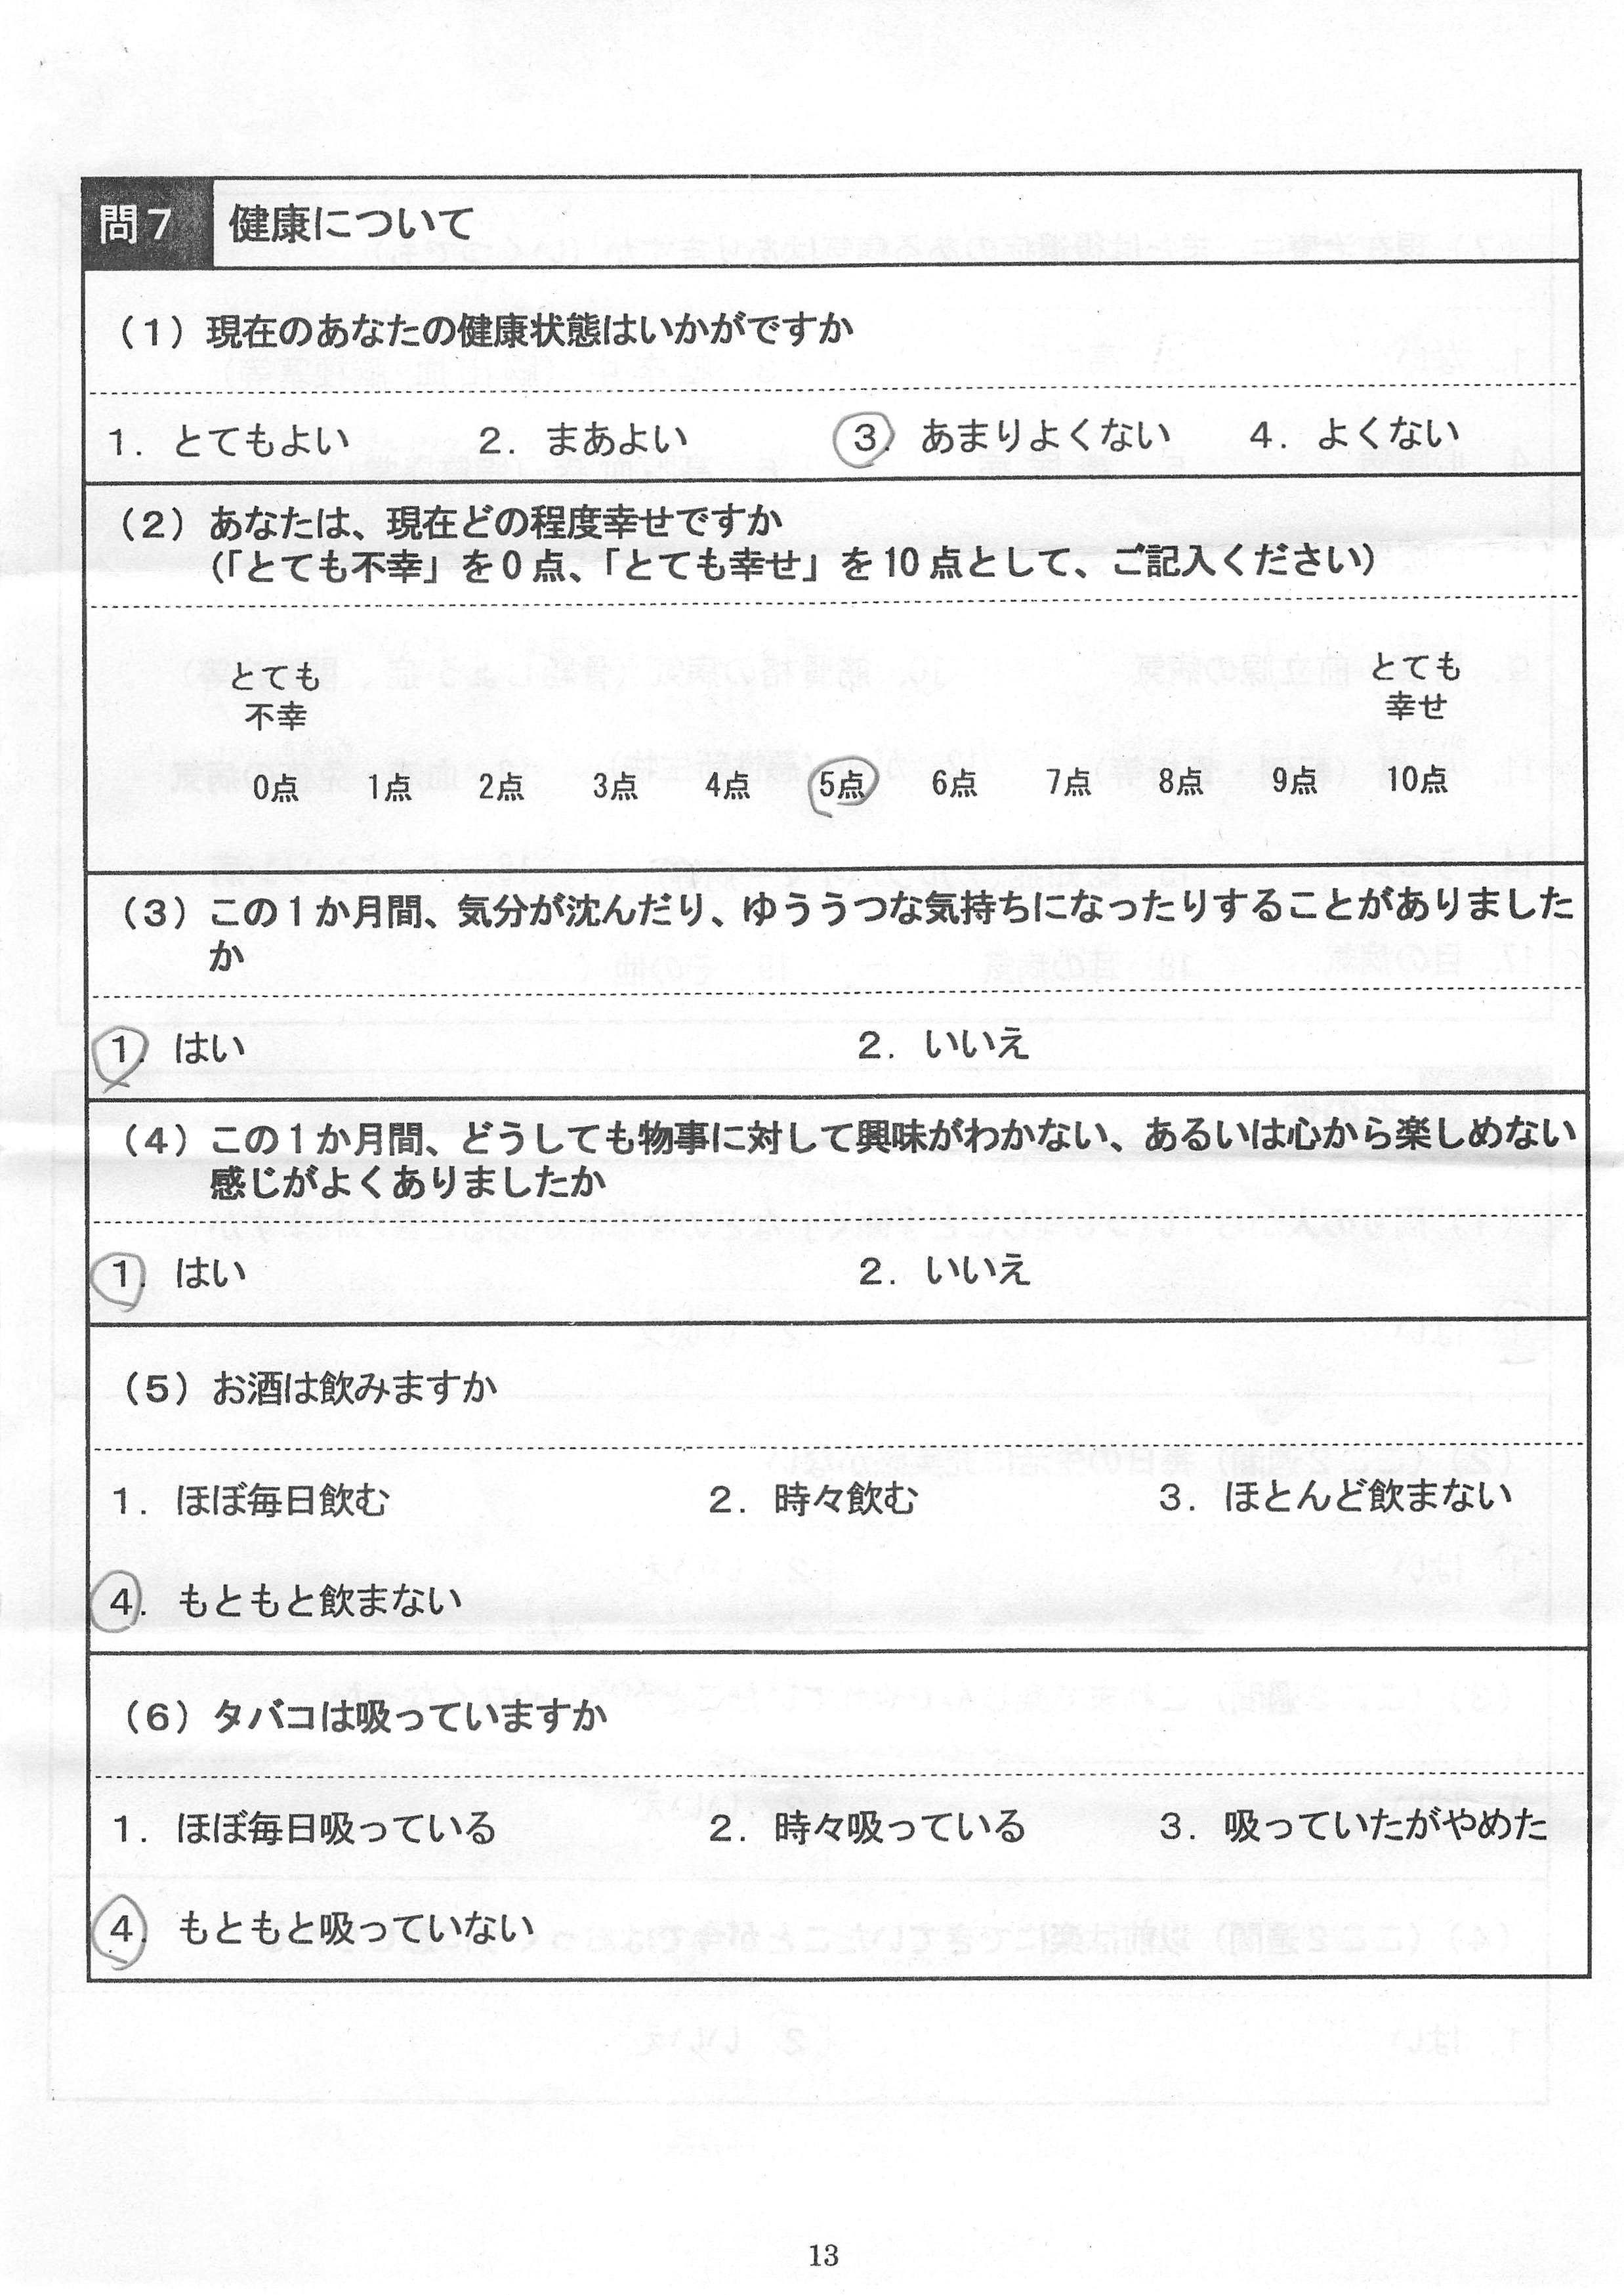 問７ 健康について
（１）現在のあなたの健康状態はいかがですか
１．とてもよい ２．まあよい ３．あまりよくない ４．よくない
（２）あなたは、現在どの程度幸せですか
（「とても不幸」を０点、「とても幸せ」を10点として、ご記入ください）
とても とても
不幸 幸せ
0点 1点 2点 3点 4点 5点 6点 7点 8点 9点 10点
（３）この１か月間、気分が沈んだり、ゆううつな気持ちになったりすることがありました
か
１．はい ２．いいえ
（４）この１か月間、どうしても物事に対して興味がわかない、あるいは心から楽しめない
感じがよくありましたか
１．はい ２．いいえ
（５）お酒は飲みますか
１．ほぼ毎日飲む ２．時々飲む ３．ほとんど飲まない
４．もともと飲まない
（６）タバコは吸っていますか
１．ほぼ毎日吸っている ２．時々吸っている ３．吸っていたがやめた
４．もともと吸っていない
13